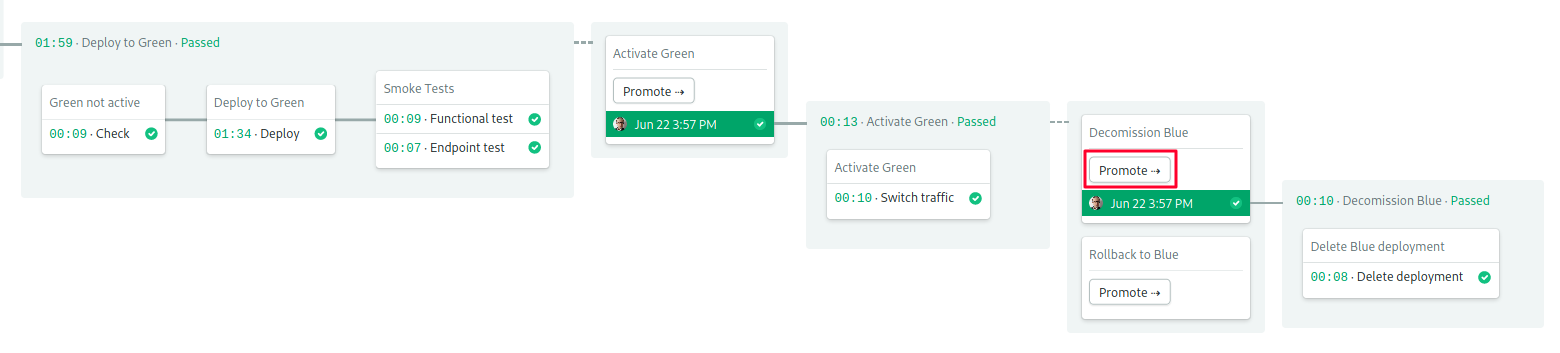 01:59 · Deploy to Green · Passed
Green not active
00:09 · Check
Deploy to Green
01:34 · Deploy
Smoke Tests
00:09 · Functional test
00:07 · Endpoint test
Activate Green
Promote ⇢
Jun 22 3:57 PM
00:13 · Activate Green · Passed
Activate Green
00:10 · Switch traffic
Decomission Blue
Promote ⇢
Jun 22 3:57 PM
Rollback to Blue
Promote ⇢
00:10 · Decomission Blue · Passed
Delete Blue deployment
00:08 · Delete deployment